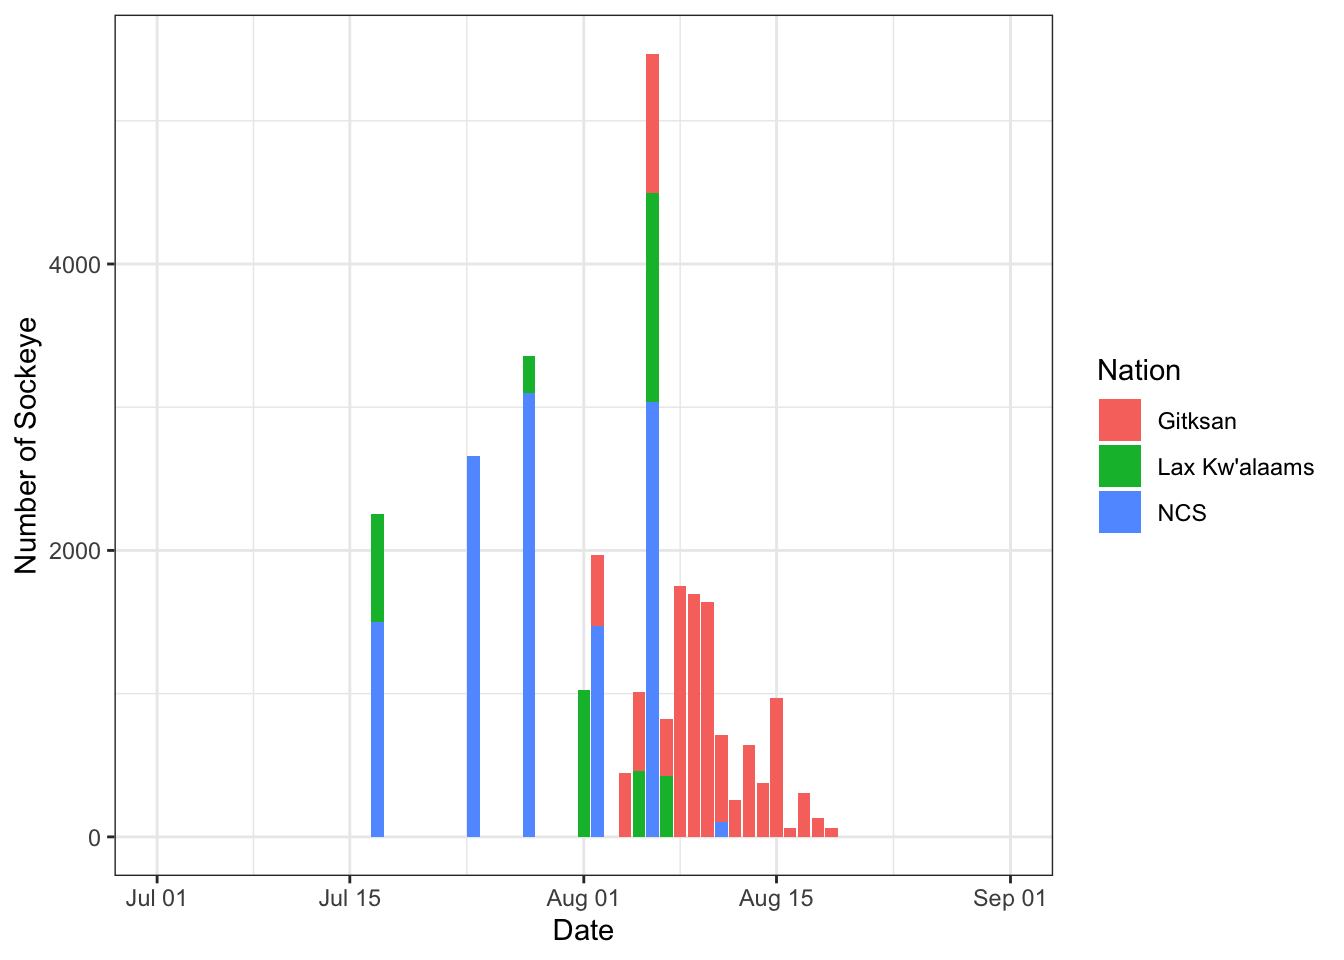 Number of Sockeye
4000
2000
0
Jul 01
Jul 15
Aug 01
Aug 15
Sep 01
Date
Nation
Gitksan
Lax Kw'alaams
NCS